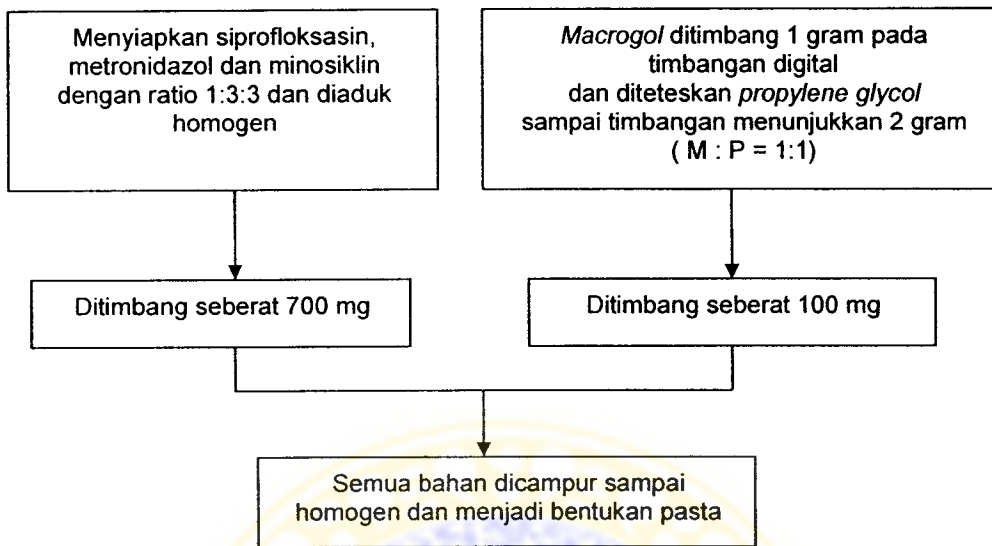 Menyiapkan siprofloksasin,
metronidazol dan minosiklin
dengan ratio 1:3:3 dan diaduk
homogen
Macrogol ditimbang 1 gram pada
timbangan digital
dan diteteskan propylene glycol
sampai timbangan menunjukkan 2 gram
( M : P = 1:1)
Ditimbang seberat 700 mg
Ditimbang seberat 100 mg
Semua bahan dicampur sampai
homogen dan menjadi bentukan pasta